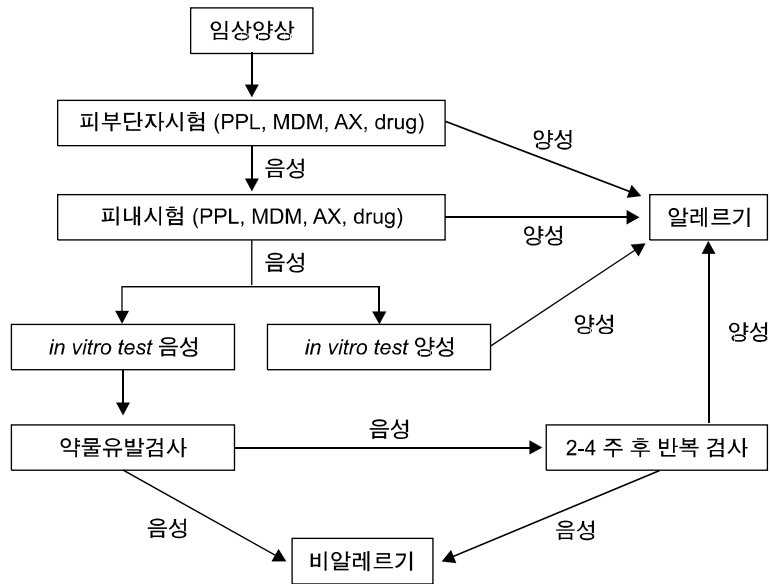 임상양상
피부단자시험 (PPL, MDM, AX, drug)
양성
음성
피내시험 (PPL, MDM, AX, drug)
양성
알레르기
음성
in vitro test 음성
in vitro test 양성
양성
양성
약물유발검사
음성
2-4 주 후 반복 검사
음성
음성
비알레르기